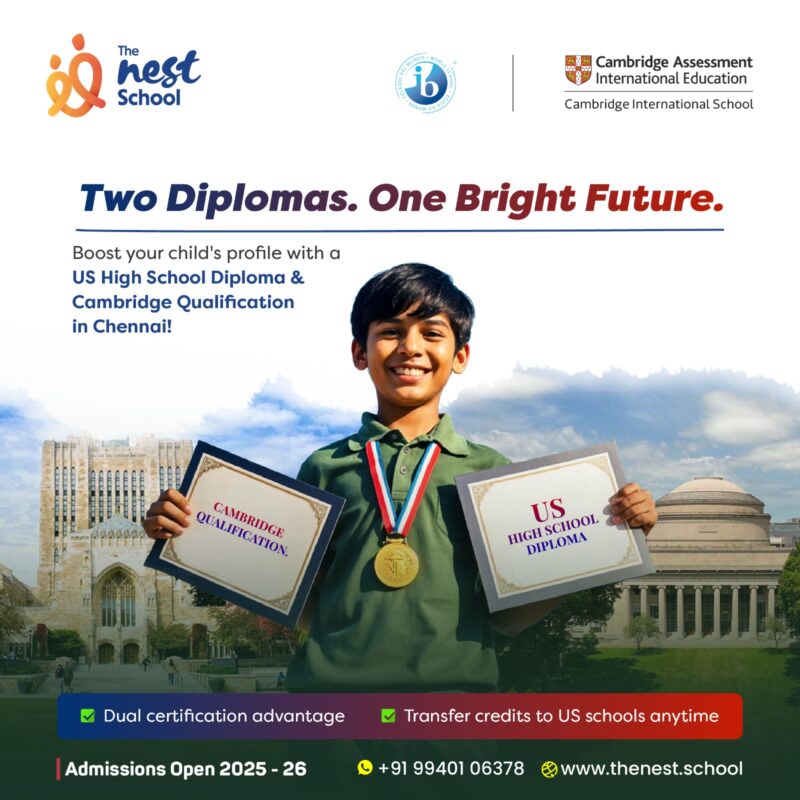 The
nest
School
ib
Cambridge Assessment
International Education
Cambridge International School
Two Diplomas. One Bright Future.
Boost your child's profile with a
US High School Diploma &
Cambridge Qualification
in Chennai!
CAMBRIDGE
QUALIFICATION.
US
HIGH SCHOOL
DIPLOMA
Dual certification advantage
Transfer credits to US schools anytime
Admissions Open 2025 - 26
+91 99401 06378
www.thenest.school